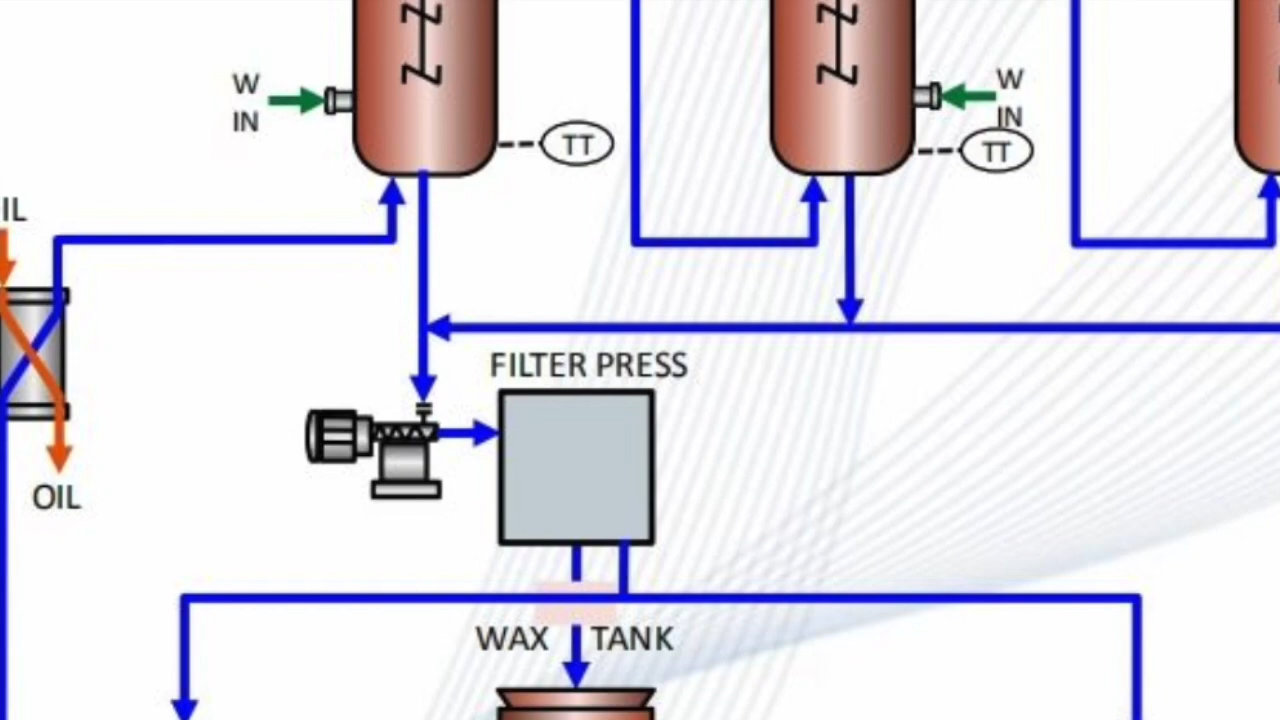 W
IN
TT
W
IN
TT
IL
FILTER PRESS
OIL
WAX TANK